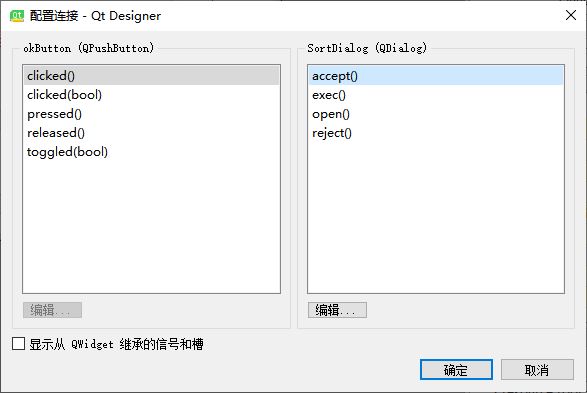 配置连接 - Qt Designer
okButton (QPushButton)
clicked()
clicked(bool)
pressed()
released()
toggled(bool)
编辑...
SortDialog (QDialog)
accept()
exec()
open()
reject()
编辑...
显示从 QWidget 继承的信号和槽
确定
取消